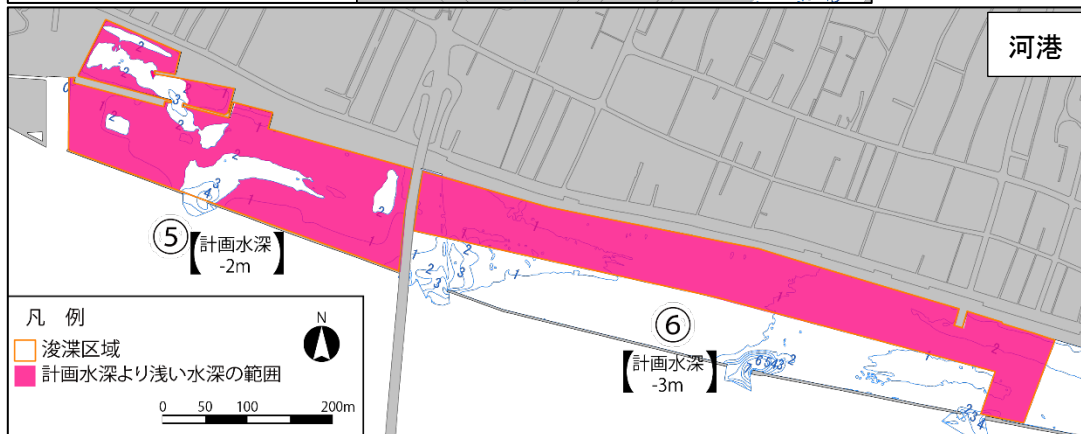 河港
⑤
【計画水深
-2m】
⑥
【計画水深
-3m】
凡 例
浚渫区域
計画水深より浅い水深の範囲
N
0 50 100 200m